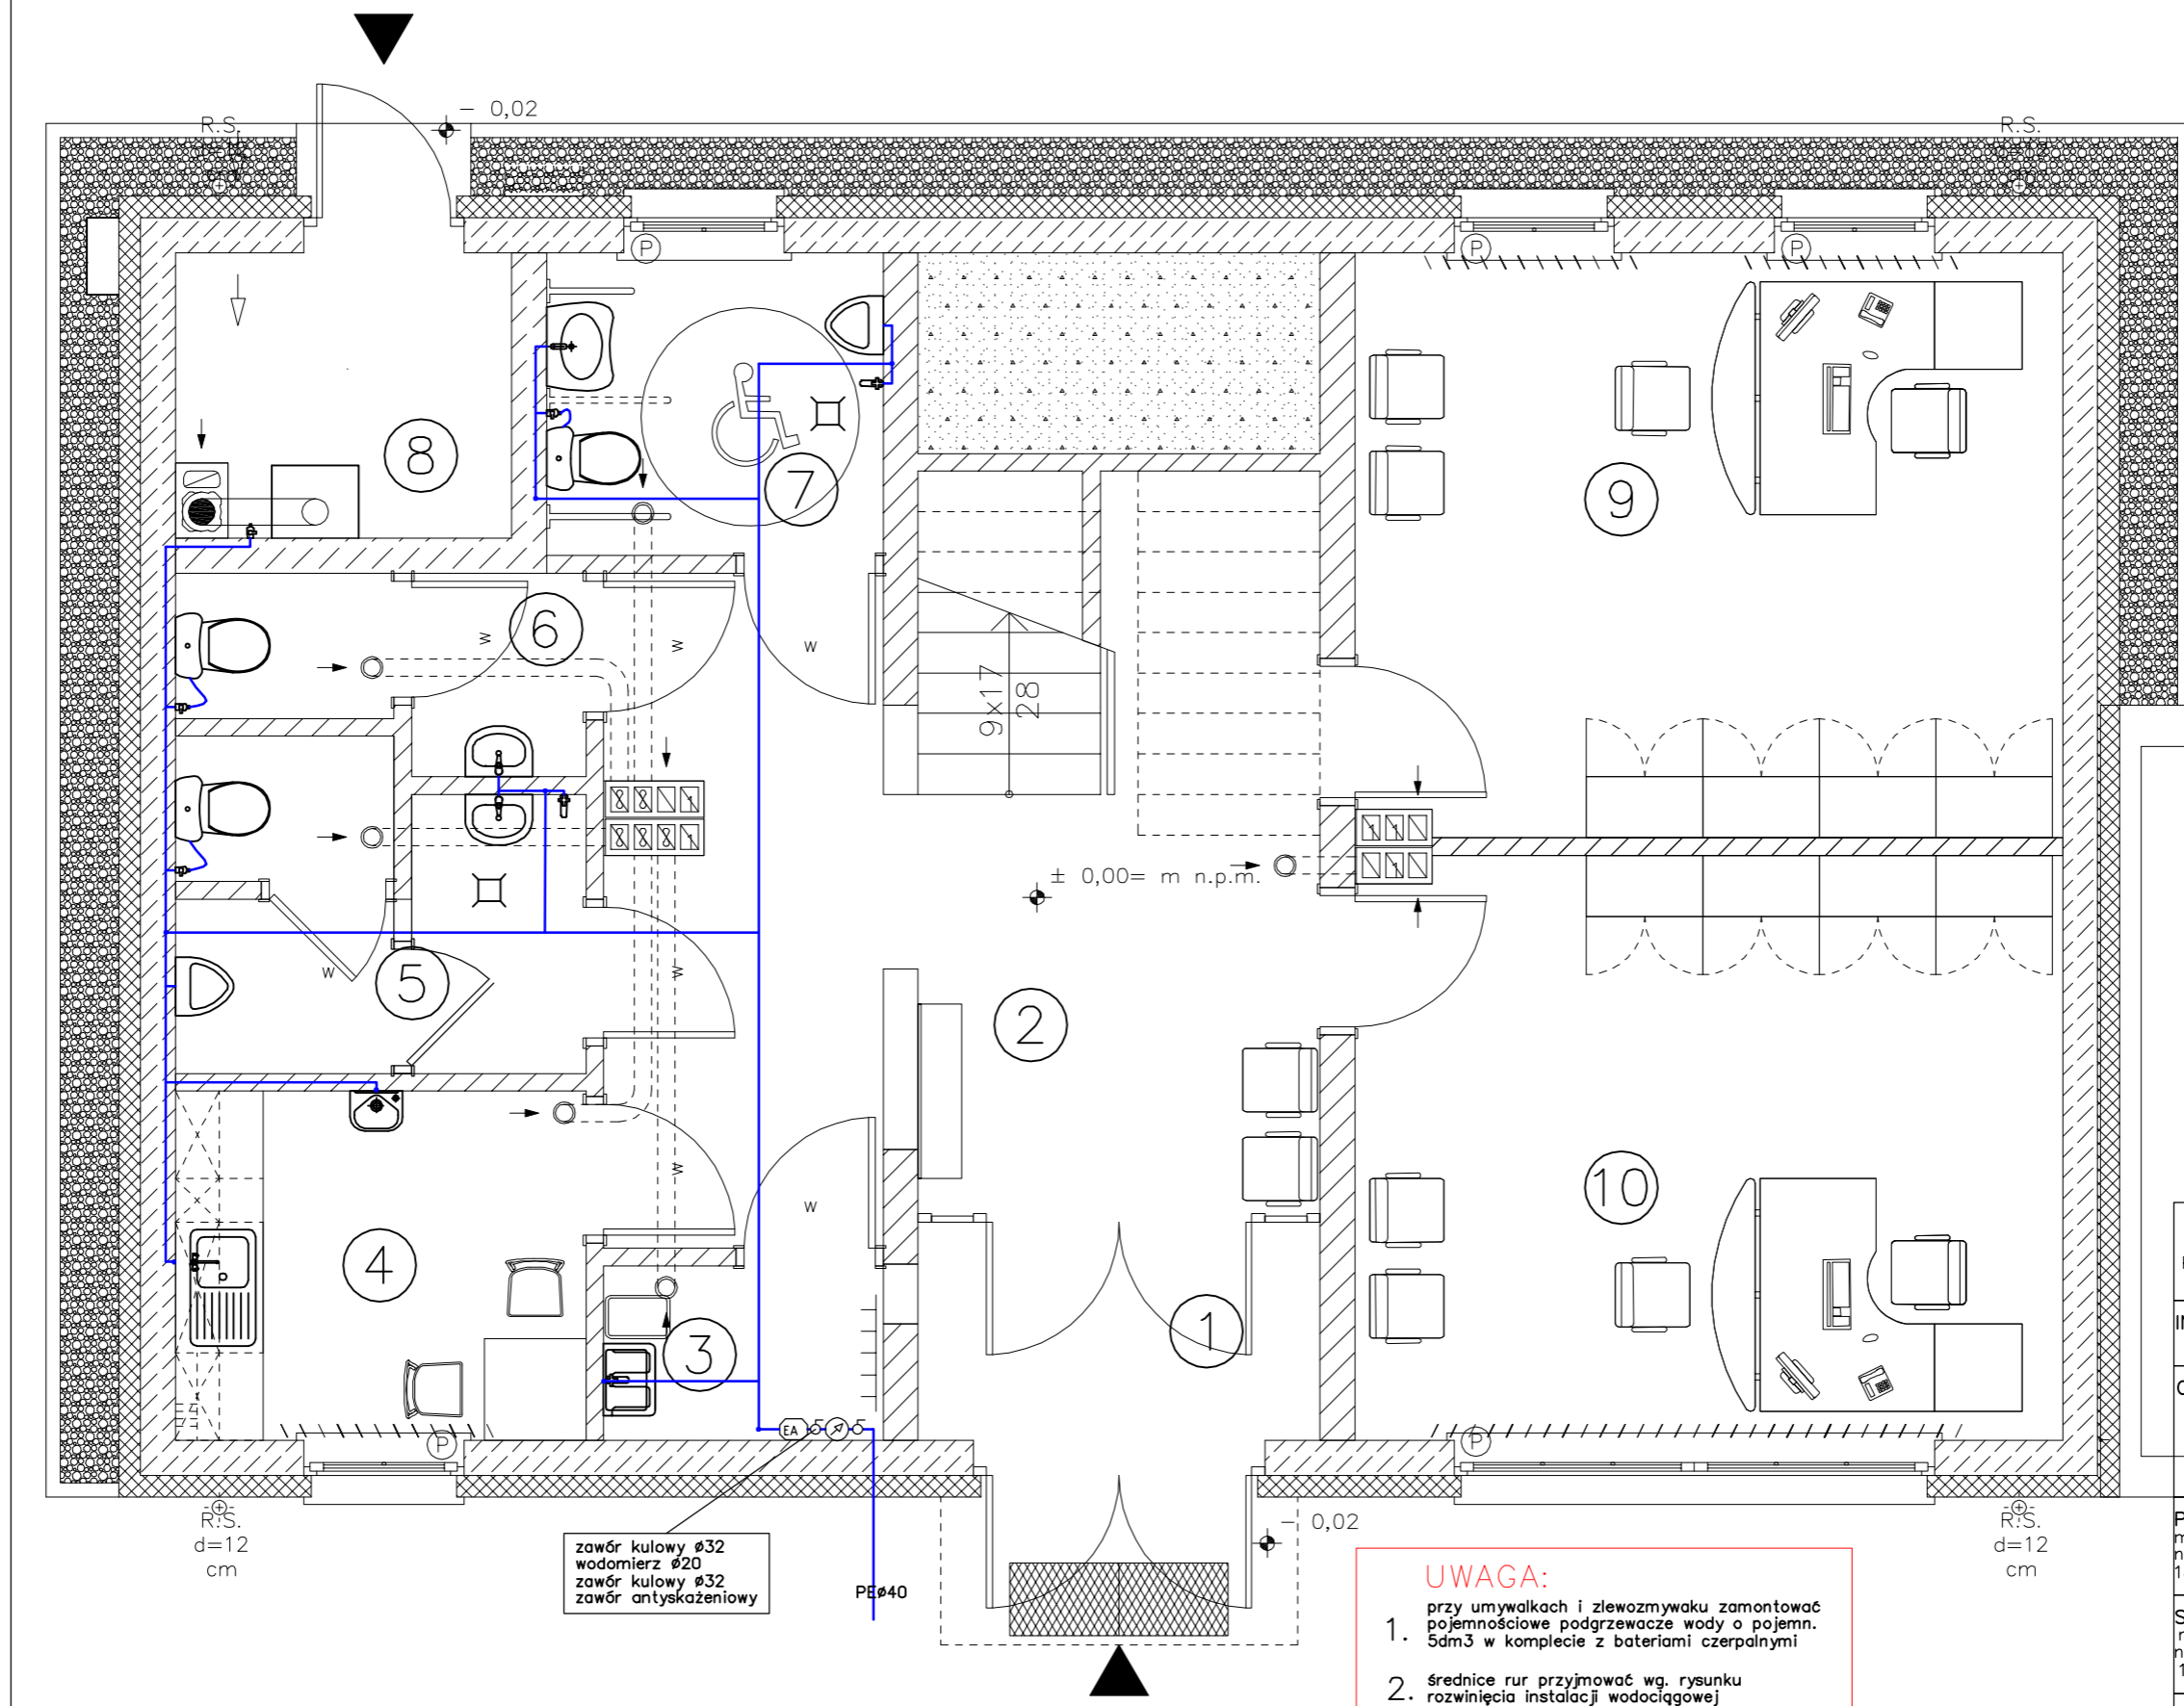 - 0,02
R.S.
R.S.
P
P
P
8
7
9
6
W
W
W
9x17
28
± 0,00= m n.p.m.
5
W
W
2
10
4
W
W
3
1
P
EA
P
R.S.
d=12
cm
zawór kulowy ø32
wodomierz ø20
zawór kulowy ø32
zawór antyskażeniowy
PEø40
- 0,02
R.S.
d=12
cm
UWAGA:
1. przy umywalkach i zlewozmywaku zamontować
pojemnościowe podgrzewacze wody o pojemn.
5dm3 w komplecie z bateriami czerpalnymi
2. średnice rur przyjmować wg. rysunku
rozwinięcia instalacji wodociągowej